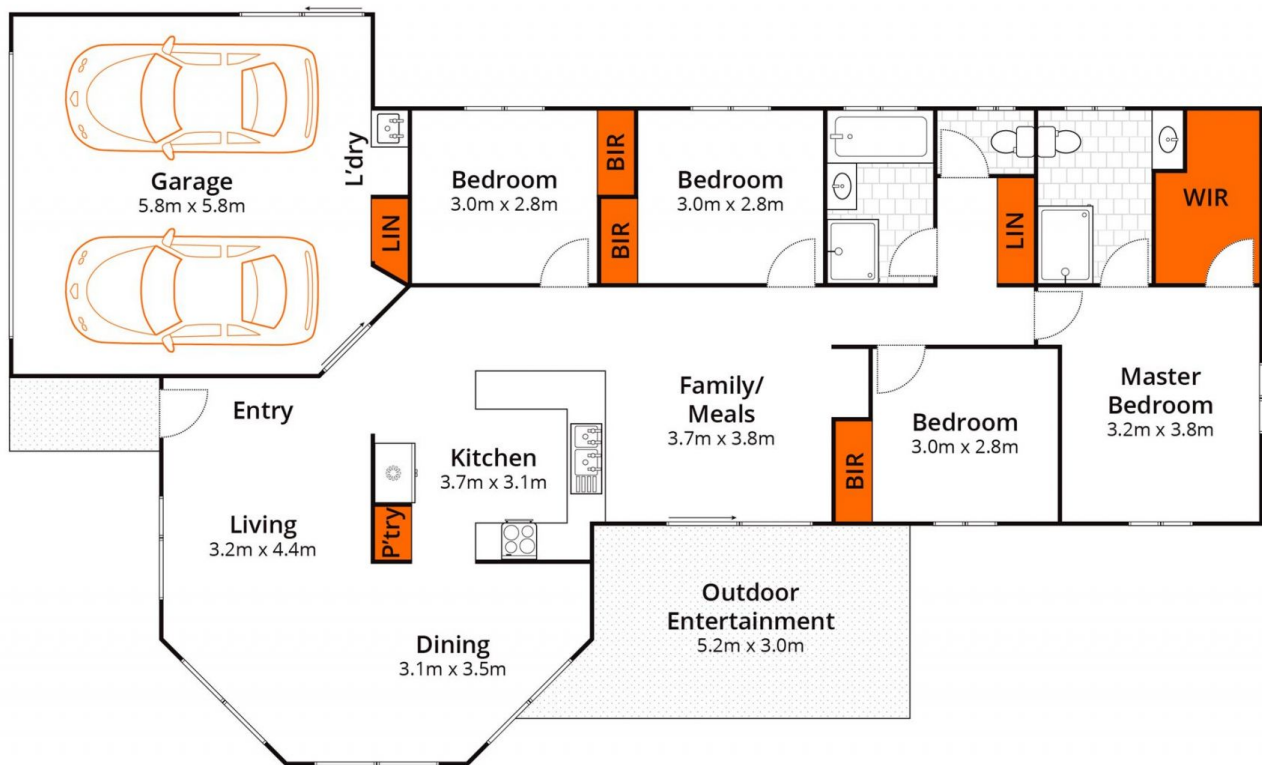 Garage
5.8m x 5.8m
L'dry
LIN
Bedroom
3.0m x 2.8m
BIR
BIR
Bedroom
3.0m x 2.8m
LIN
WIR
Entry
Kitchen
3.7m x 3.1m
Family/
Meals
3.7m x 3.8m
BIR
Bedroom
3.0m x 2.8m
Master
Bedroom
3.2m x 3.8m
Living
3.2m x 4.4m
P'try
Dining
3.1m x 3.5m
Outdoor
Entertainment
5.2m x 3.0m